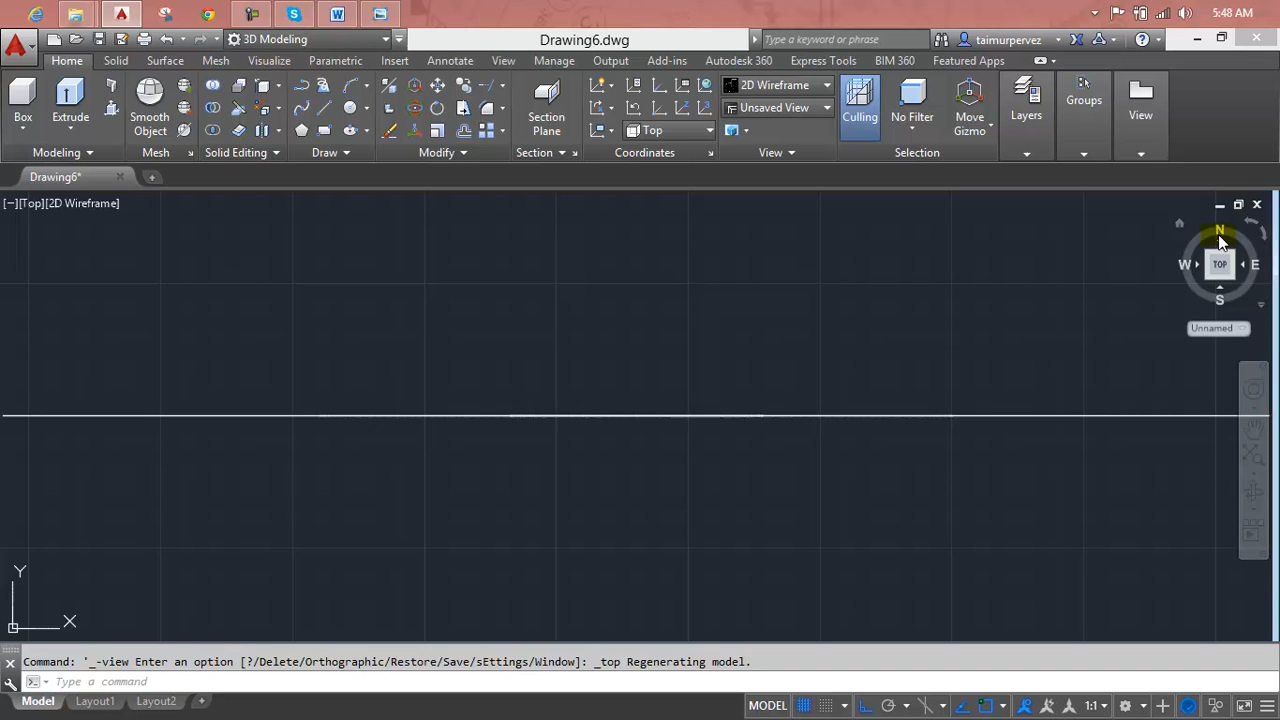 5:48 AM
3D Modeling
Drawing6.dwg
Type a keyword or phrase
taimurpervez
Home Solid Surface Mesh Visualize Parametric Insert Annotate View Manage Output Add-ins Autodesk 360 Express Tools BIM 360 Featured Apps
2D Wireframe
Unsaved View
Top
Box Extrude Smooth Object Section Plane Culling No Filter Move Gizmo Layers Groups View
Modeling Mesh Solid Editing Draw Modify Section Coordinates View Selection
Drawing6*
[−][Top][2D Wireframe]
N
W TOP E
S
Unnamed
Y
X
Command: '_-view Enter an option [?/Delete/Orthographic/Restore/Save/sEttings/Window]: _top Regenerating model.
Type a command
Model Layout1 Layout2 MODEL 1:1